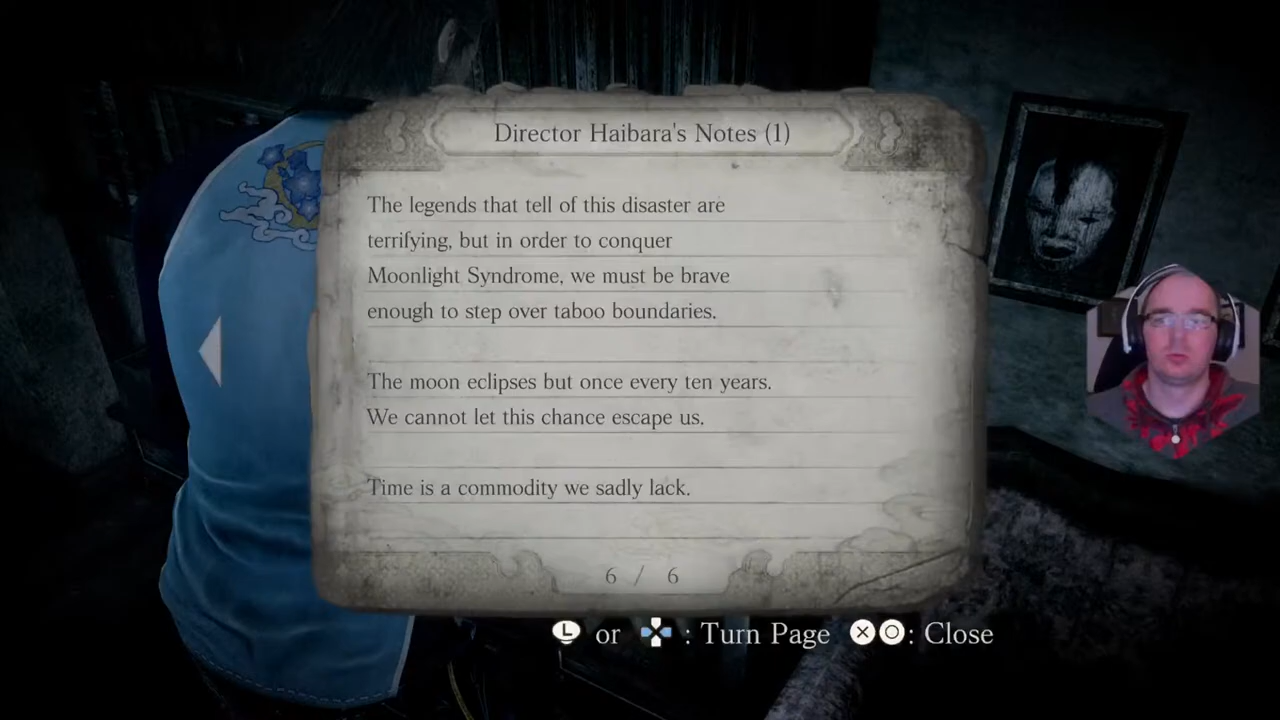 Director Haibara's Notes (1)
The legends that tell of this disaster are
terrifying, but in order to conquer
Moonlight Syndrome, we must be brave
enough to step over taboo boundaries.
The moon eclipses but once every ten years.
We cannot let this chance escape us.
Time is a commodity we sadly lack.
6 / 6
L or : Turn Page : Close